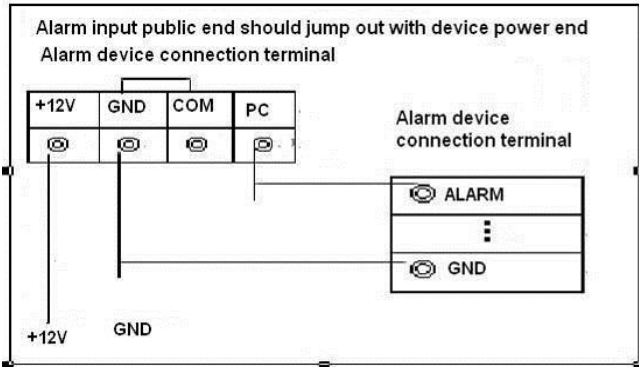 Alarm input public end should jump out with device power end
Alarm device connection terminal
+12V GND COM PC
Alarm device
connection terminal
ALARM
GND
+12V GND